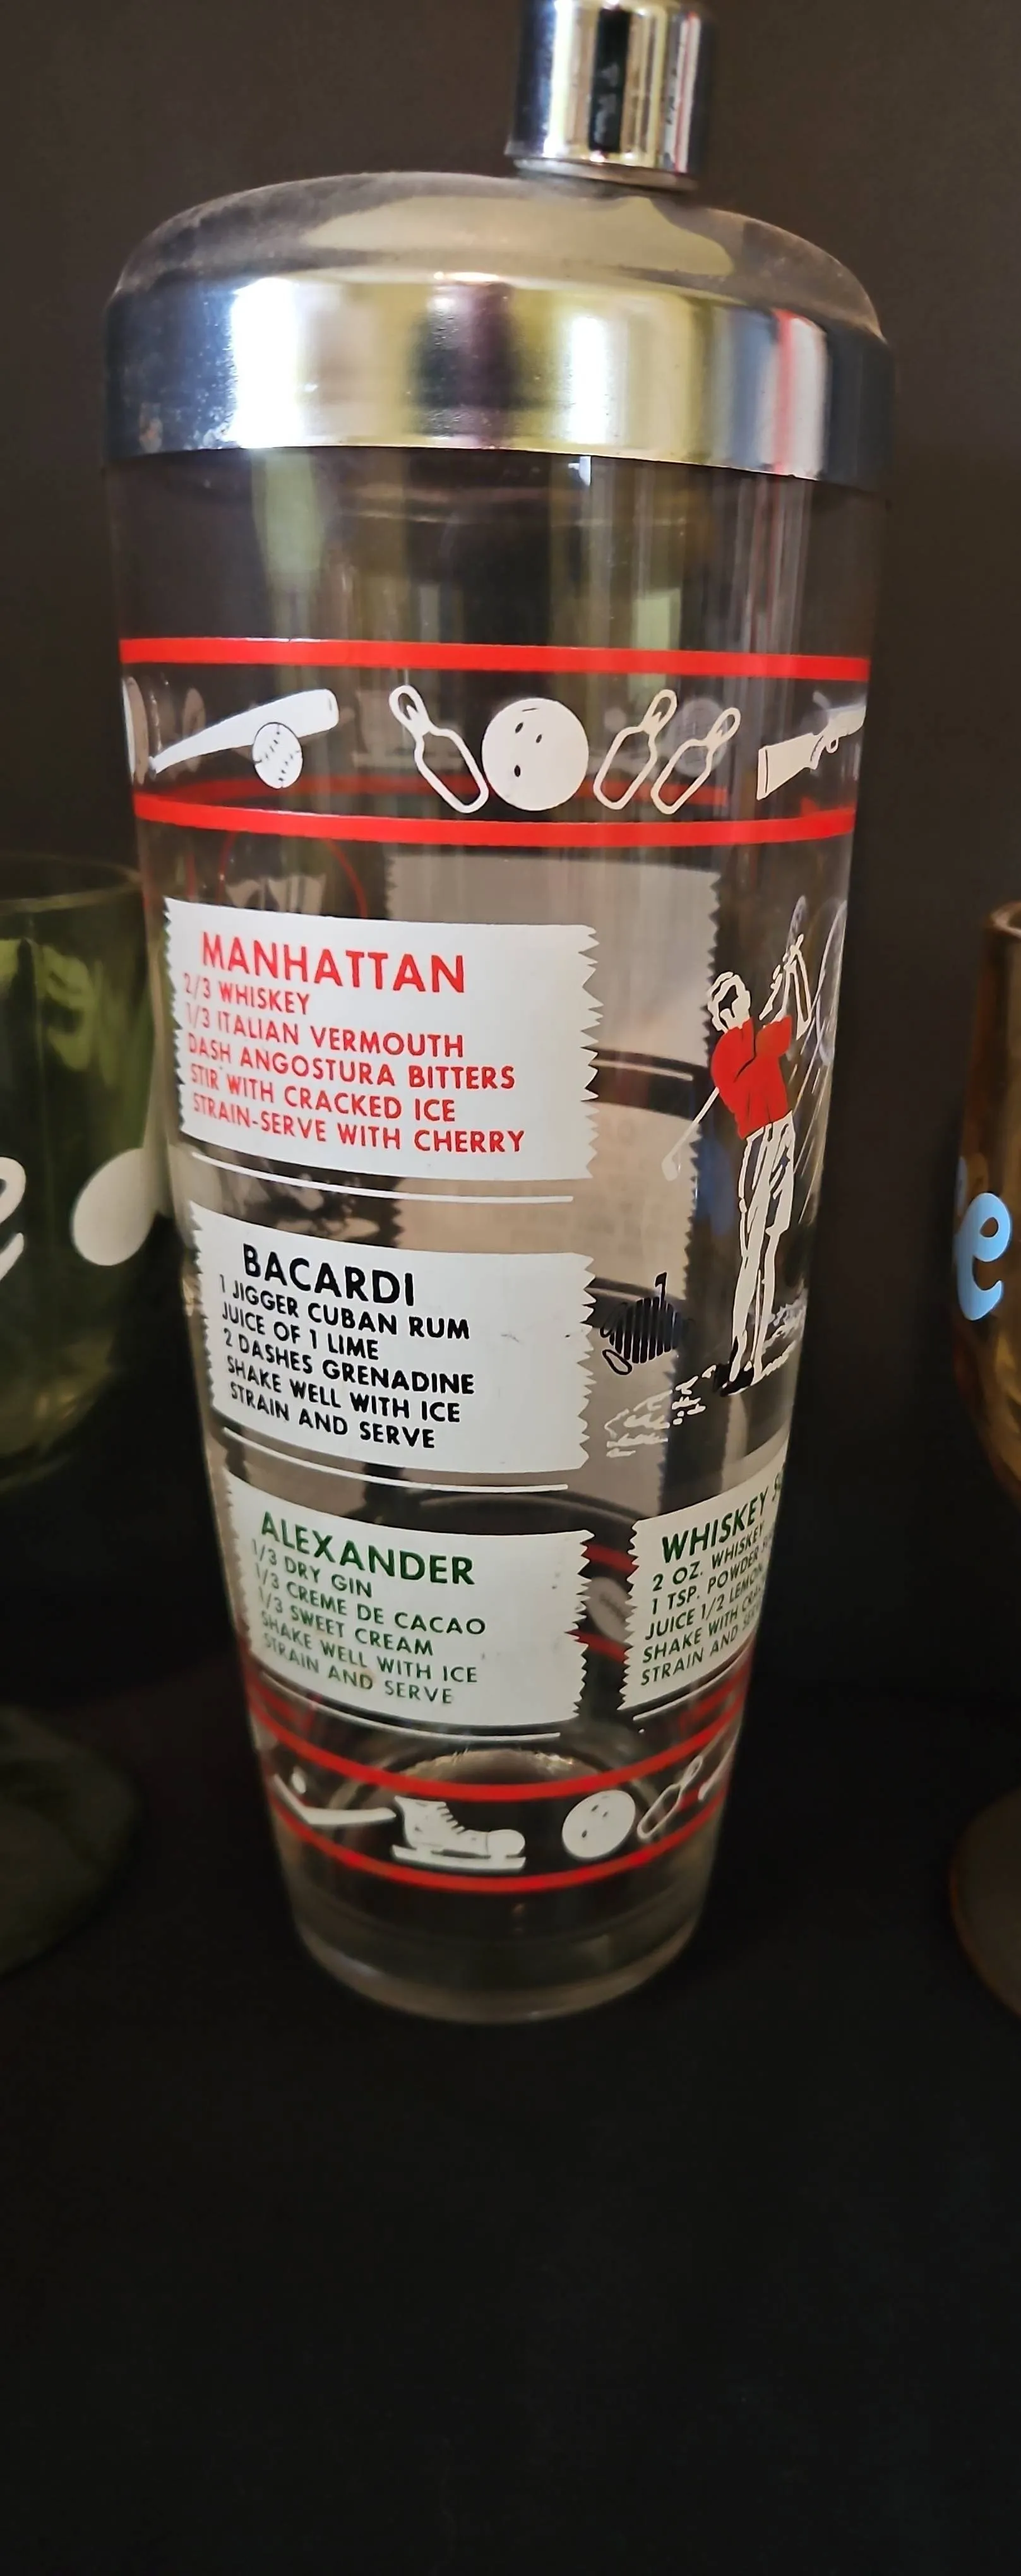 MANHATTAN
2/3 WHISKEY
1/3 ITALIAN VERMOUTH
DASH ANGOSTURA BITTERS
STIR WITH CRACKED ICE
STRAIN-SERVE WITH CHERRY
BACARDI
1 JIGGER CUBAN RUM
JUICE OF 1 LIME
2 DASHES GRENADINE
SHAKE WELL WITH ICE
STRAIN AND SERVE
ALEXANDER
1/3 DRY GIN
1/3 CREME DE CACAO
1/3 SWEET CREAM
SHAKE WELL WITH ICE
STRAIN AND SERVE
WHISKEY
2 OZ. WHISKEY
1 TSP. POWDER
JUICE 1/2 LEMON
SHAKE WITH
STRAIN AND
e
e